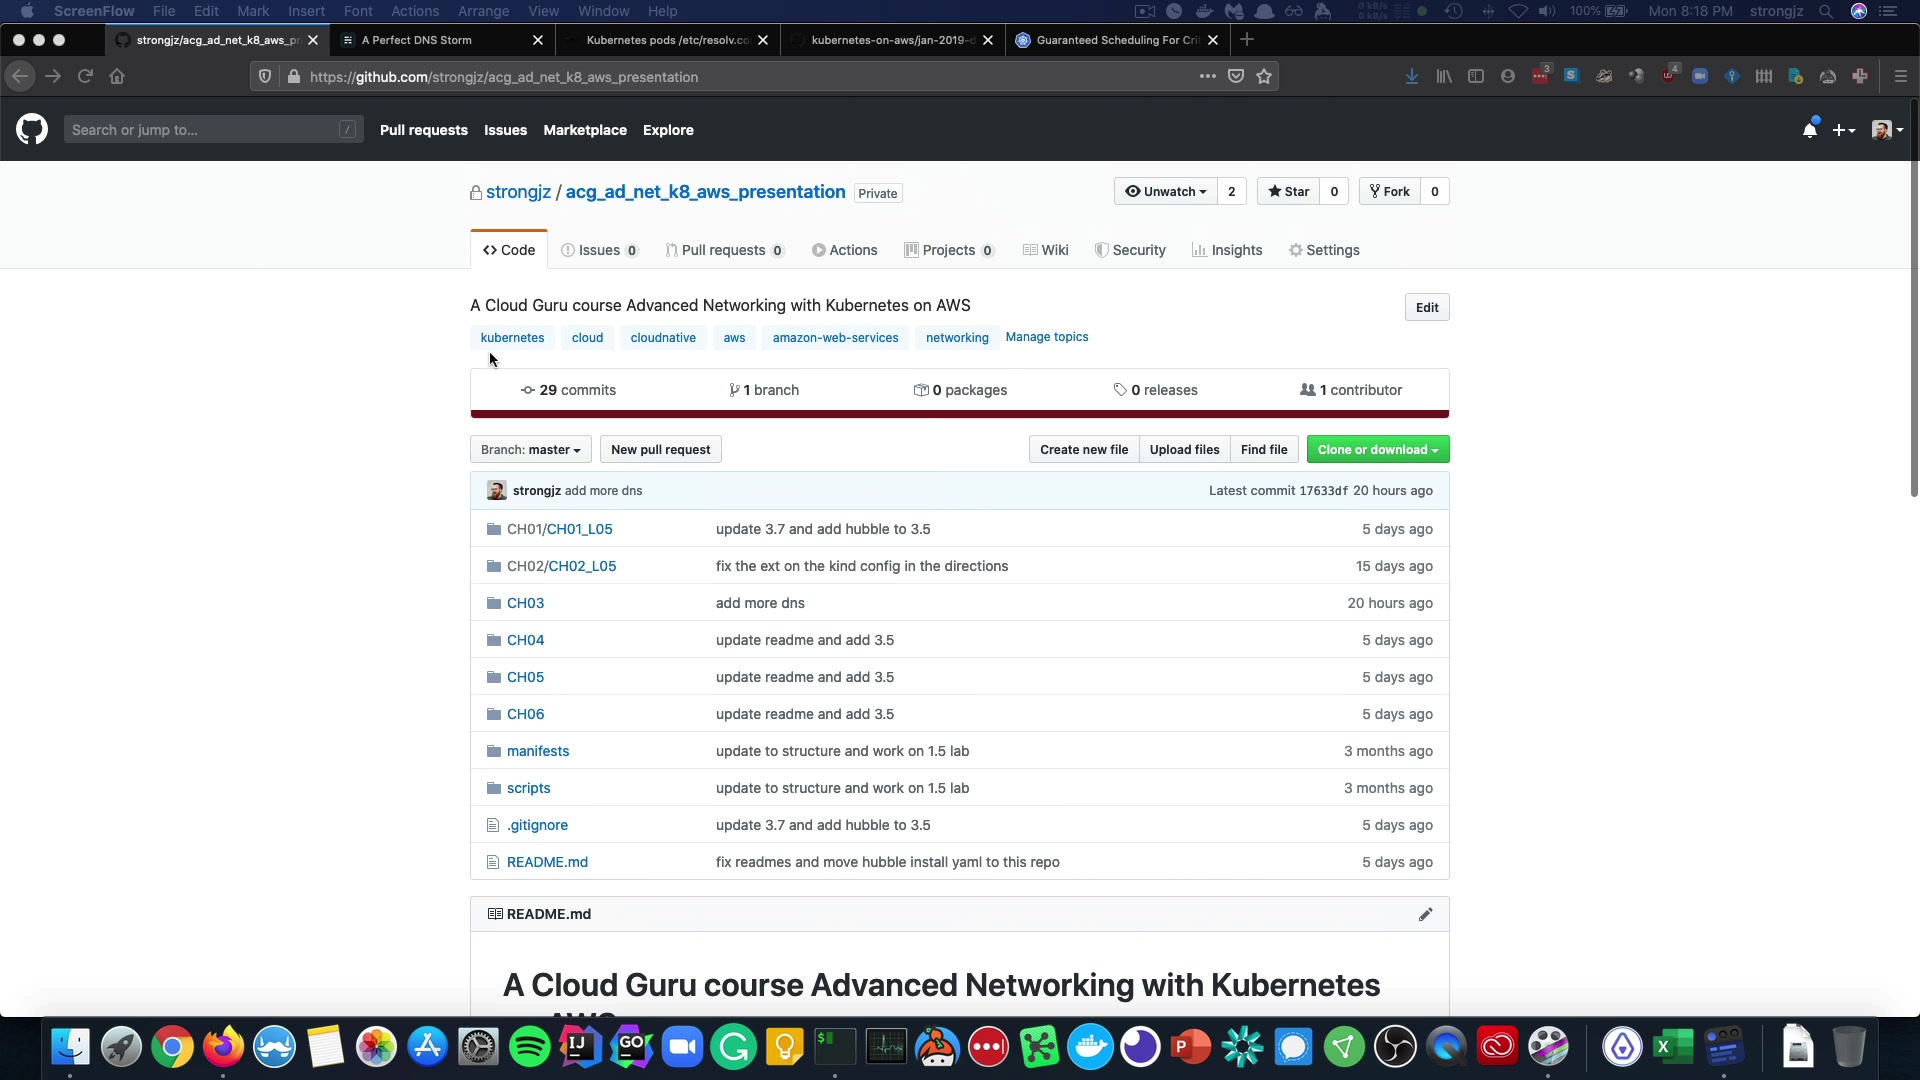 ScreenFlow File Edit Mark Insert Font Actions Arrange View Window Help 0 kB/s 0 kB/s 100% Mon 8:18 PM strongjz
strongjz/acg_ad_net_k8_aws_pr A Perfect DNS Storm Kubernetes pods /etc/resolv.co kubernetes-on-aws/jan-2019-d Guaranteed Scheduling For Crit
https://github.com/strongjz/acg_ad_net_k8_aws_presentation 3 S 4
Search or jump to... / Pull requests Issues Marketplace Explore
strongjz / acg_ad_net_k8_aws_presentation Private Unwatch 2 Star 0 Fork 0
Code Issues 0 Pull requests 0 Actions Projects 0 Wiki Security Insights Settings
A Cloud Guru course Advanced Networking with Kubernetes on AWS Edit
kubernetes cloud cloudnative aws amazon-web-services networking Manage topics
29 commits 1 branch 0 packages 0 releases 1 contributor
Branch: master New pull request Create new file Upload files Find file Clone or download
strongjz add more dns Latest commit 17633df 20 hours ago
CH01/CH01_L05 update 3.7 and add hubble to 3.5 5 days ago
CH02/CH02_L05 fix the ext on the kind config in the directions 15 days ago
CH03 add more dns 20 hours ago
CH04 update readme and add 3.5 5 days ago
CH05 update readme and add 3.5 5 days ago
CH06 update readme and add 3.5 5 days ago
manifests update to structure and work on 1.5 lab 3 months ago
scripts update to structure and work on 1.5 lab 3 months ago
.gitignore update 3.7 and add hubble to 3.5 5 days ago
README.md fix readmes and move hubble install yaml to this repo 5 days ago
README.md
A Cloud Guru course Advanced Networking with Kubernetes
AWS
IJ GO $ P X